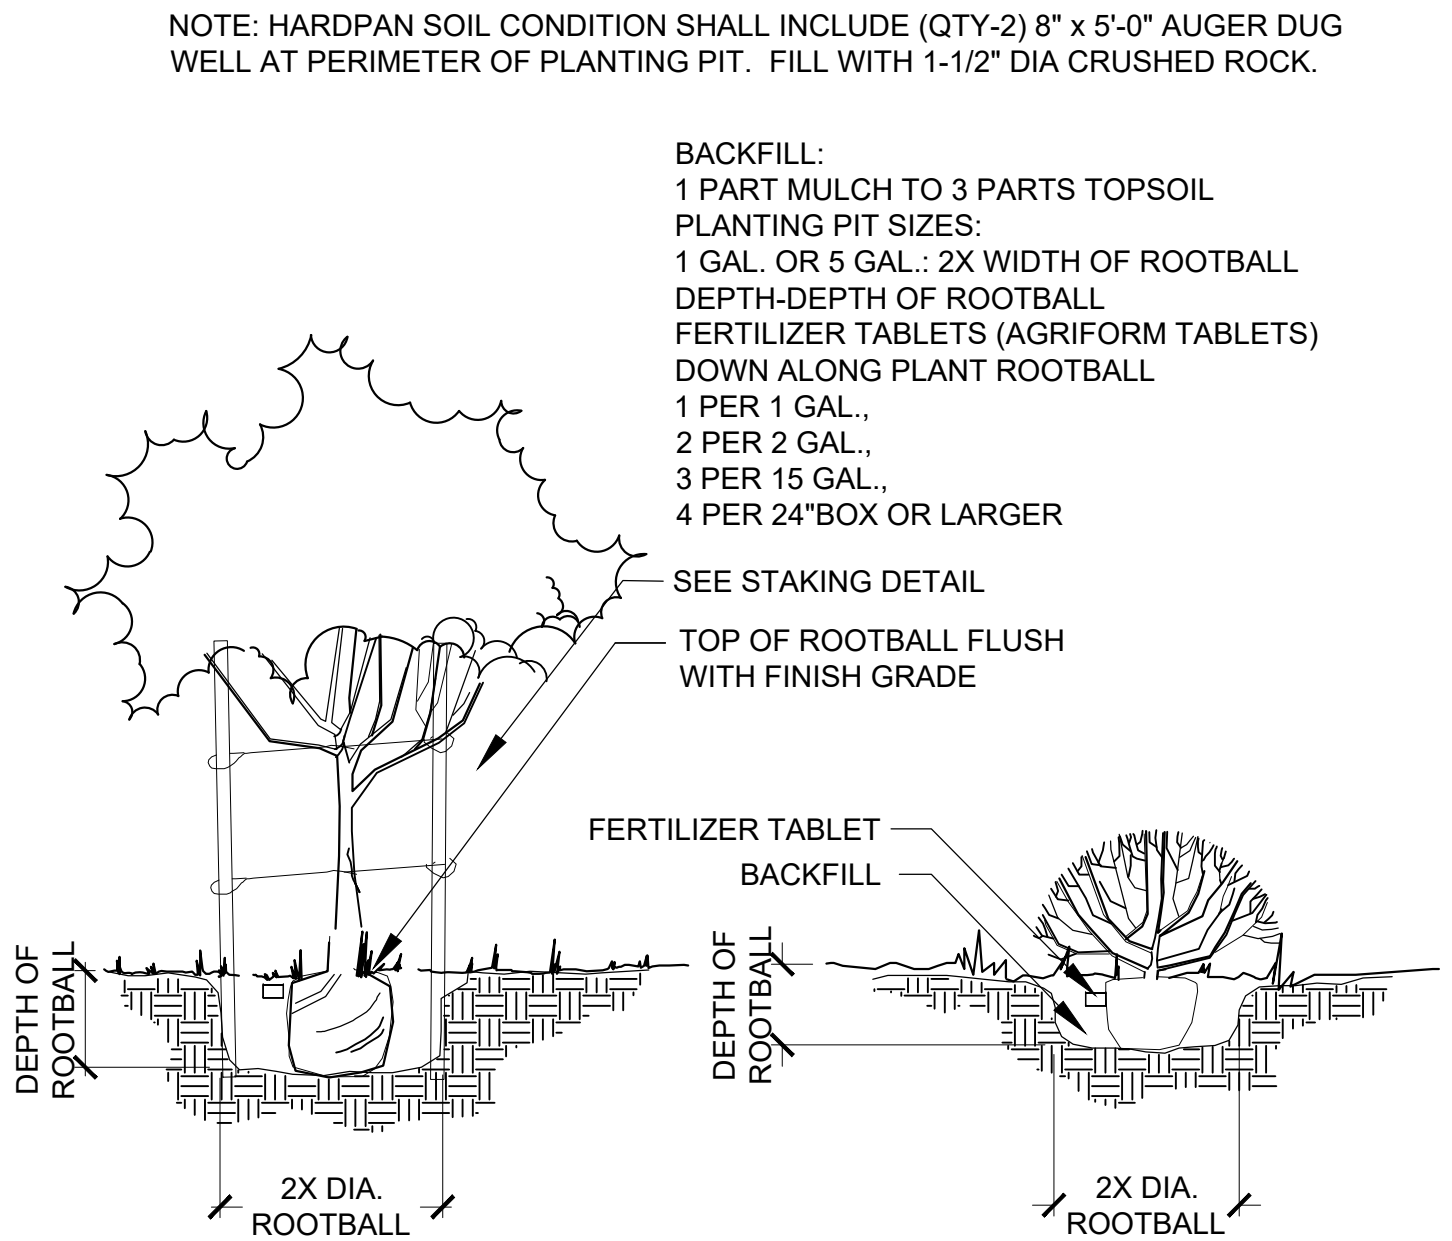 NOTE: HARDPAN SOIL CONDITION SHALL INCLUDE (QTY-2) 8" x 5'-0" AUGER DUG
WELL AT PERIMETER OF PLANTING PIT. FILL WITH 1-1/2" DIA CRUSHED ROCK.
BACKFILL:
1 PART MULCH TO 3 PARTS TOPSOIL
PLANTING PIT SIZES:
1 GAL. OR 5 GAL.: 2X WIDTH OF ROOTBALL
DEPTH-DEPTH OF ROOTBALL
FERTILIZER TABLETS (AGRIFORM TABLETS)
DOWN ALONG PLANT ROOTBALL
1 PER 1 GAL.,
2 PER 2 GAL.,
3 PER 15 GAL.,
4 PER 24"BOX OR LARGER
SEE STAKING DETAIL
TOP OF ROOTBALL FLUSH
WITH FINISH GRADE
FERTILIZER TABLET
BACKFILL
DEPTH OF
ROOTBALL
DEPTH OF
ROOTBALL
2X DIA.
ROOTBALL
2X DIA.
ROOTBALL